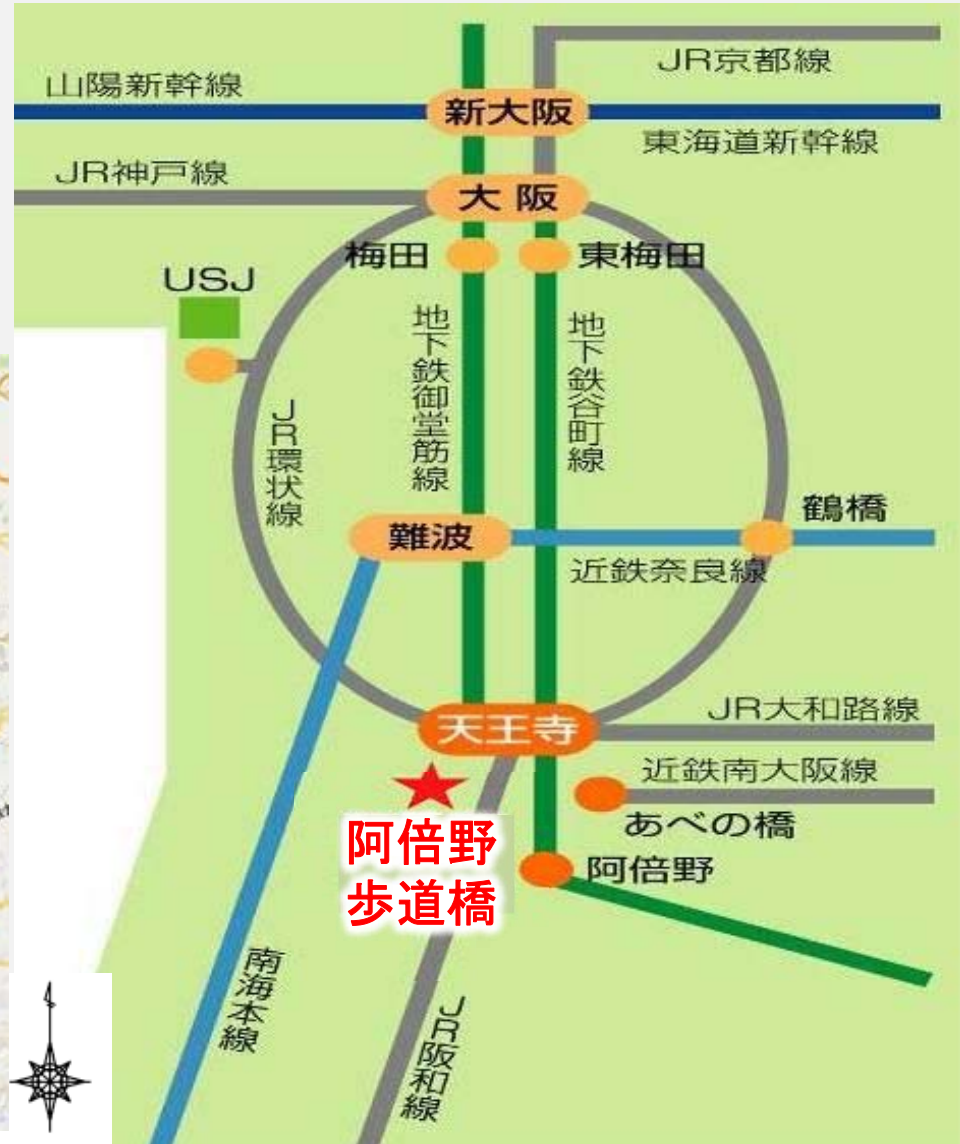 JR京都線
山陽新幹線
新大阪
東海道新幹線
JR神戸線
大阪
梅田
東梅田
USJ
地下鉄御堂筋線
地下鉄谷町線
JR環状線
鶴橋
難波
近鉄奈良線
JR大和路線
天王寺
近鉄南大阪線
あべの橋
阿倍野
歩道橋
阿倍野
南海本線
JR阪和線